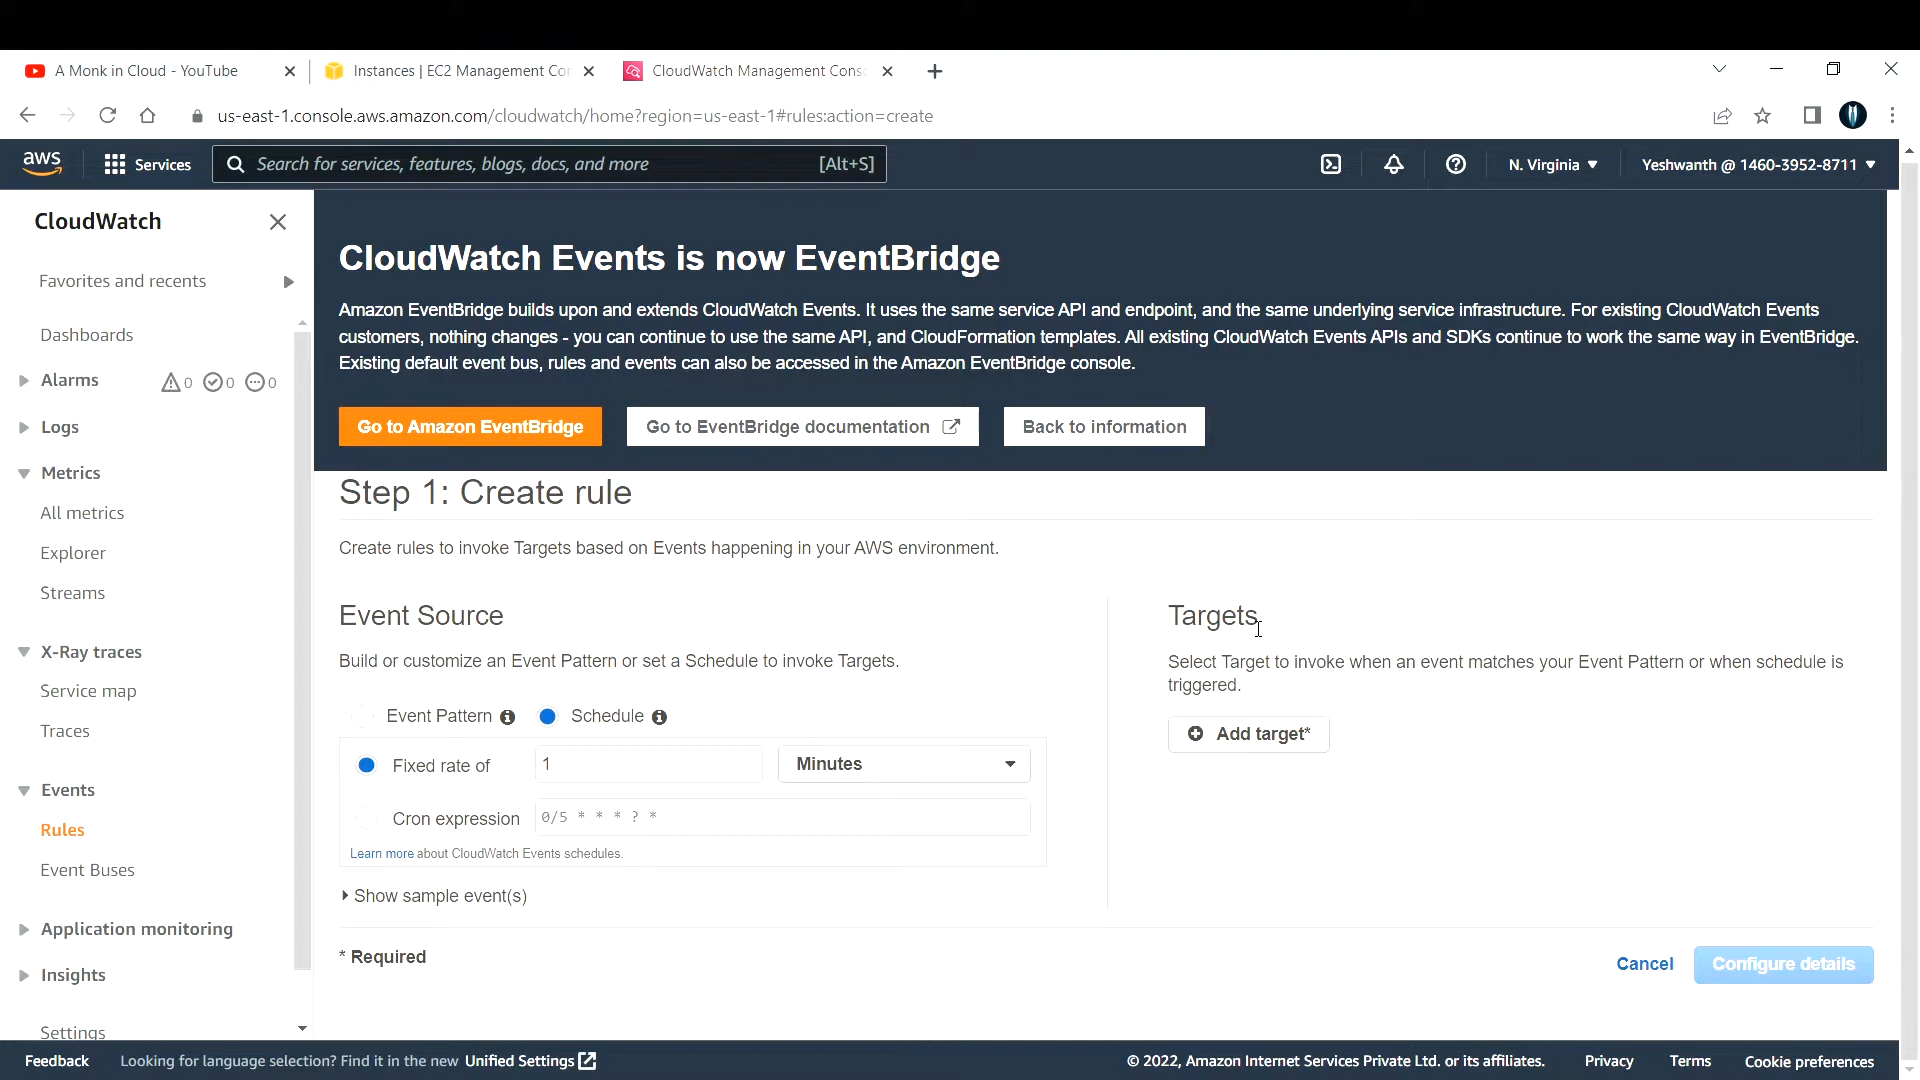 A Monk in Cloud - YouTube
Instances | EC2 Management Co
CloudWatch Management Cons
us-east-1.console.aws.amazon.com/cloudwatch/home?region=us-east-1#rules:action=create
aws
Services
Search for services, features, blogs, docs, and more
[Alt+S]
N. Virginia
Yeshwanth @ 1460-3952-8711
CloudWatch
Favorites and recents
Dashboards
Alarms
0
0
0
Logs
Metrics
All metrics
Explorer
Streams
X-Ray traces
Service map
Traces
Events
Rules
Event Buses
Application monitoring
Insights
Settings
CloudWatch Events is now EventBridge
Amazon EventBridge builds upon and extends CloudWatch Events. It uses the same service API and endpoint, and the same underlying service infrastructure. For existing CloudWatch Events
customers, nothing changes - you can continue to use the same API, and CloudFormation templates. All existing CloudWatch Events APIs and SDKs continue to work the same way in EventBridge.
Existing default event bus, rules and events can also be accessed in the Amazon EventBridge console.
Go to Amazon EventBridge
Go to EventBridge documentation
Back to information
Step 1: Create rule
Create rules to invoke Targets based on Events happening in your AWS environment.
Event Source
Build or customize an Event Pattern or set a Schedule to invoke Targets.
Event Pattern
Schedule
Fixed rate of
1
Minutes
Cron expression
0/5 * * * ? *
Learn more about CloudWatch Events schedules.
Show sample event(s)
* Required
Targets
Select Target to invoke when an event matches your Event Pattern or when schedule is
triggered.
Add target*
Cancel
Configure details
Feedback
Looking for language selection? Find it in the new Unified Settings
© 2022, Amazon Internet Services Private Ltd. or its affiliates.
Privacy
Terms
Cookie preferences